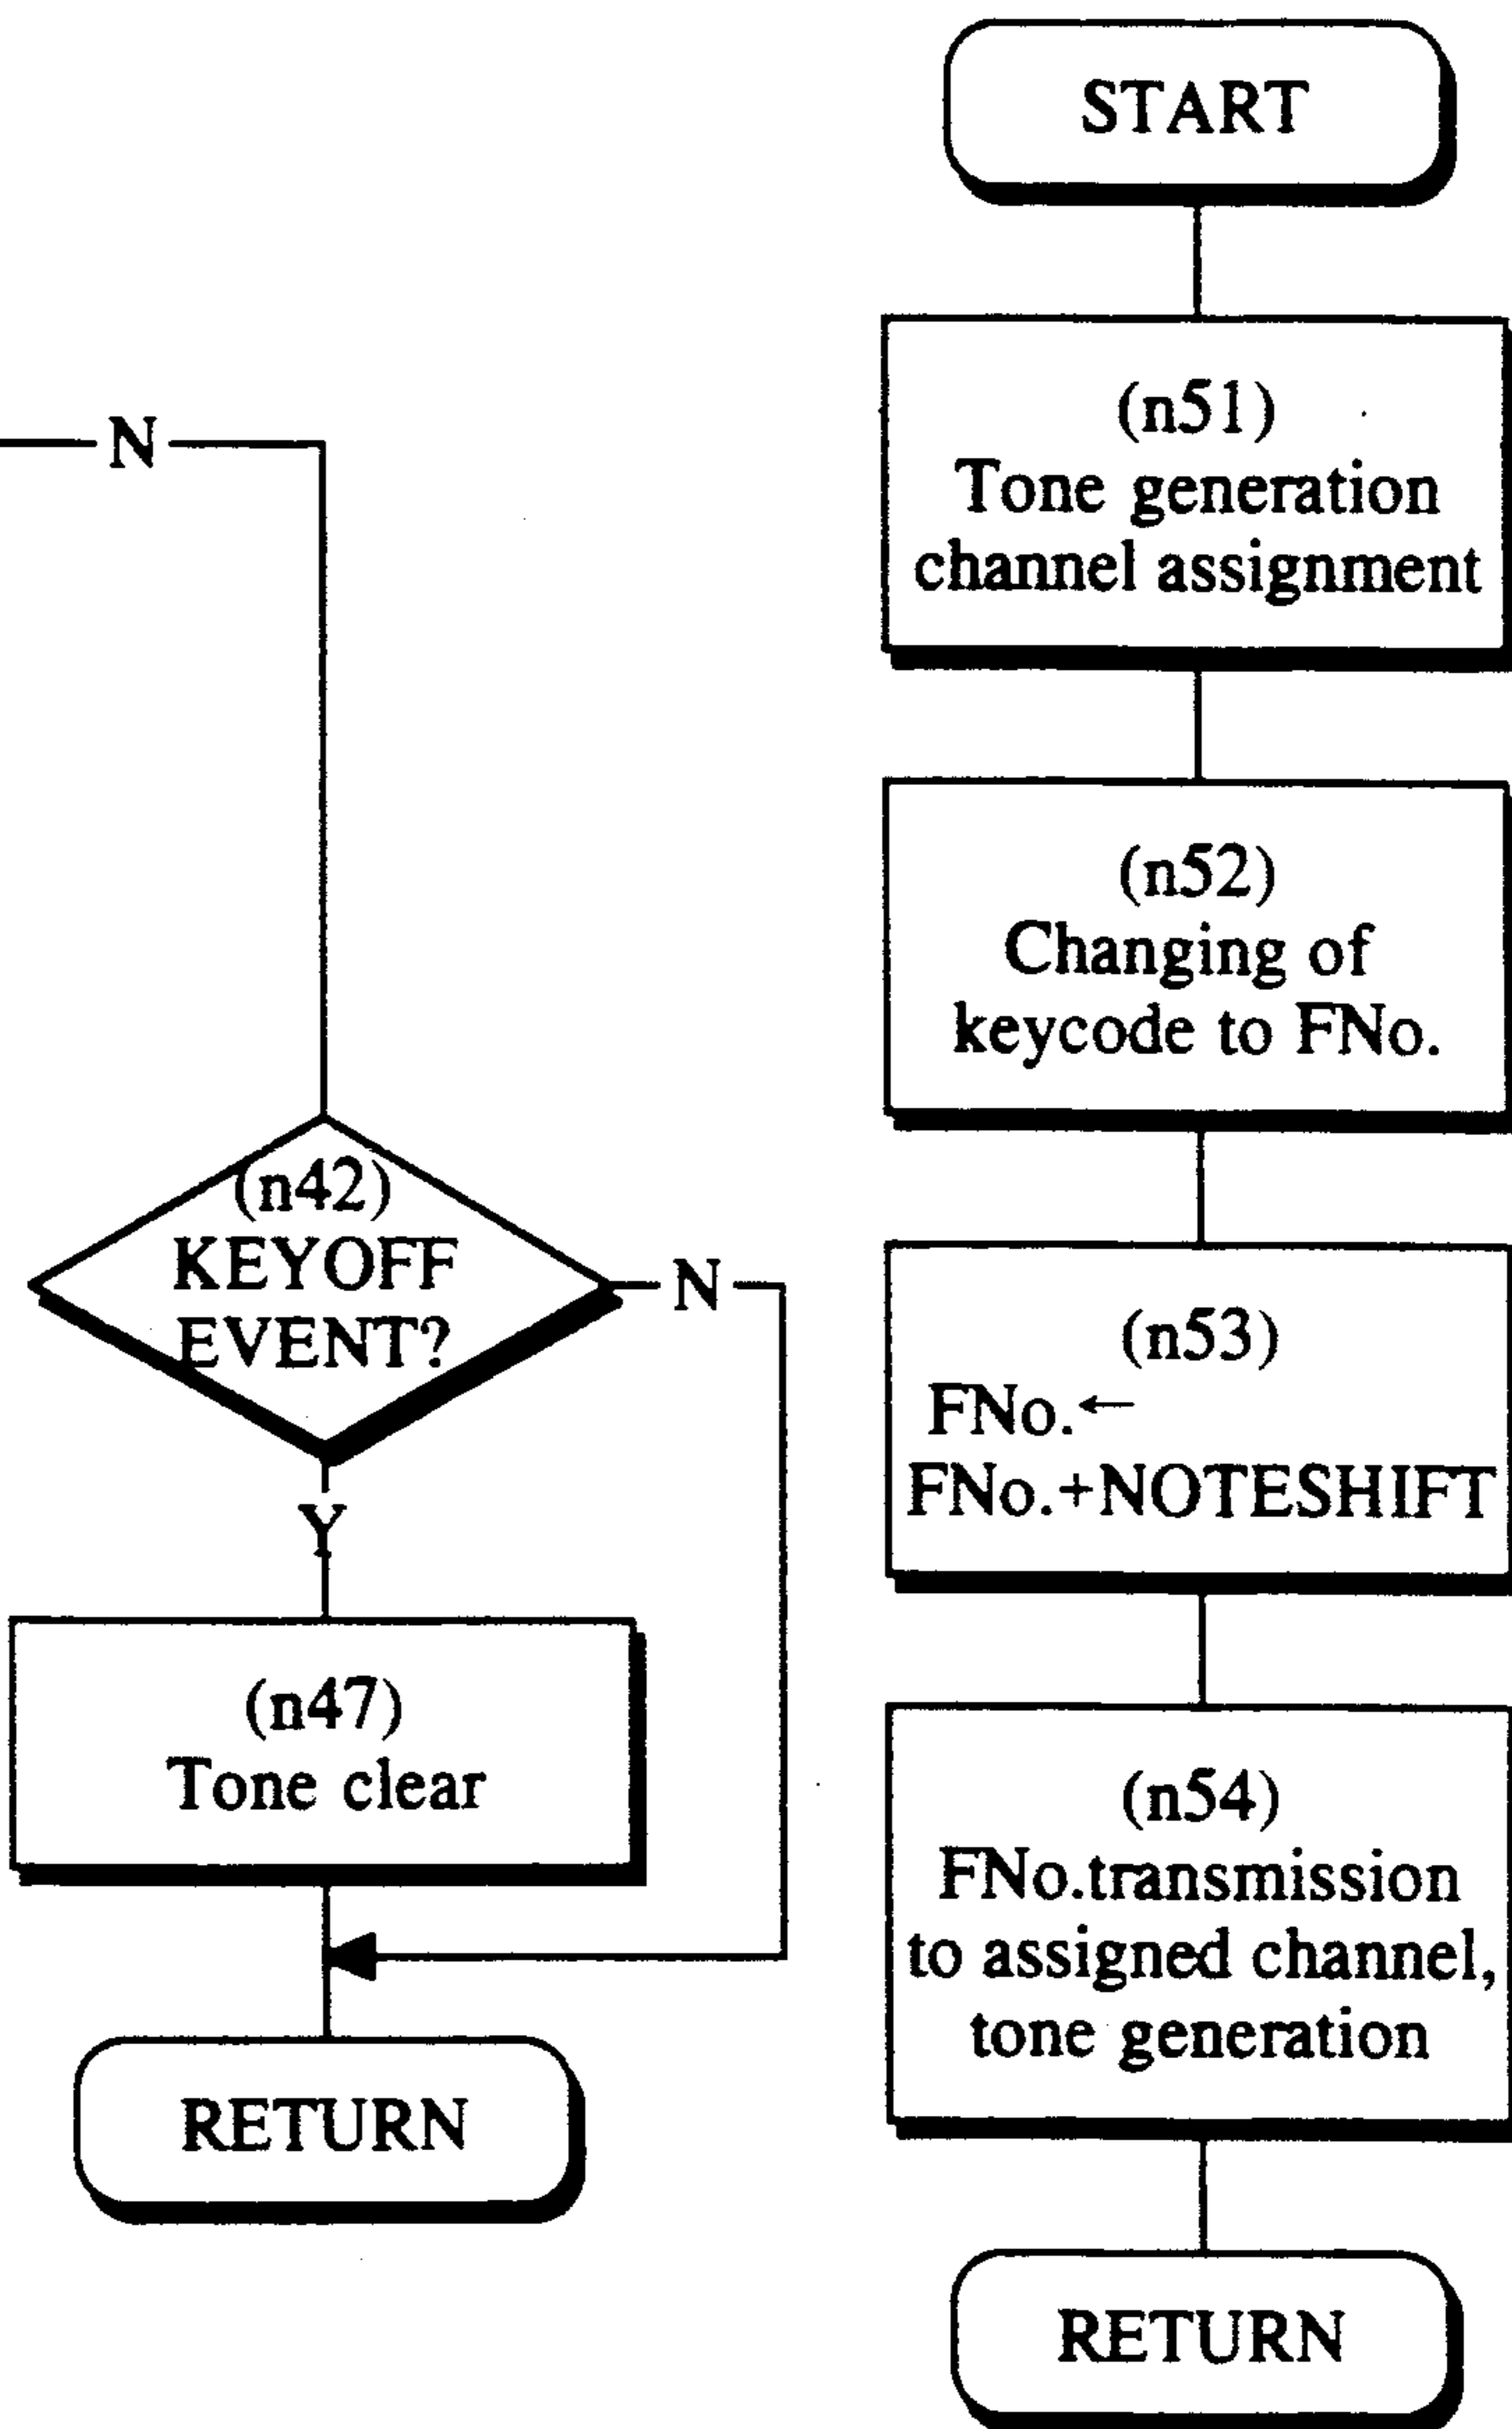 N
(n42)
KEYOFF
EVENT?
N
Y
(n47)
Tone clear
RETURN
START
(n51)
Tone generation
channel assignment
(n52)
Changing of
keycode to FNo.
(n53)
FNo.←
FNo.+NOTESHIFT
(n54)
FNo.transmission
to assigned channel,
tone generation
RETURN